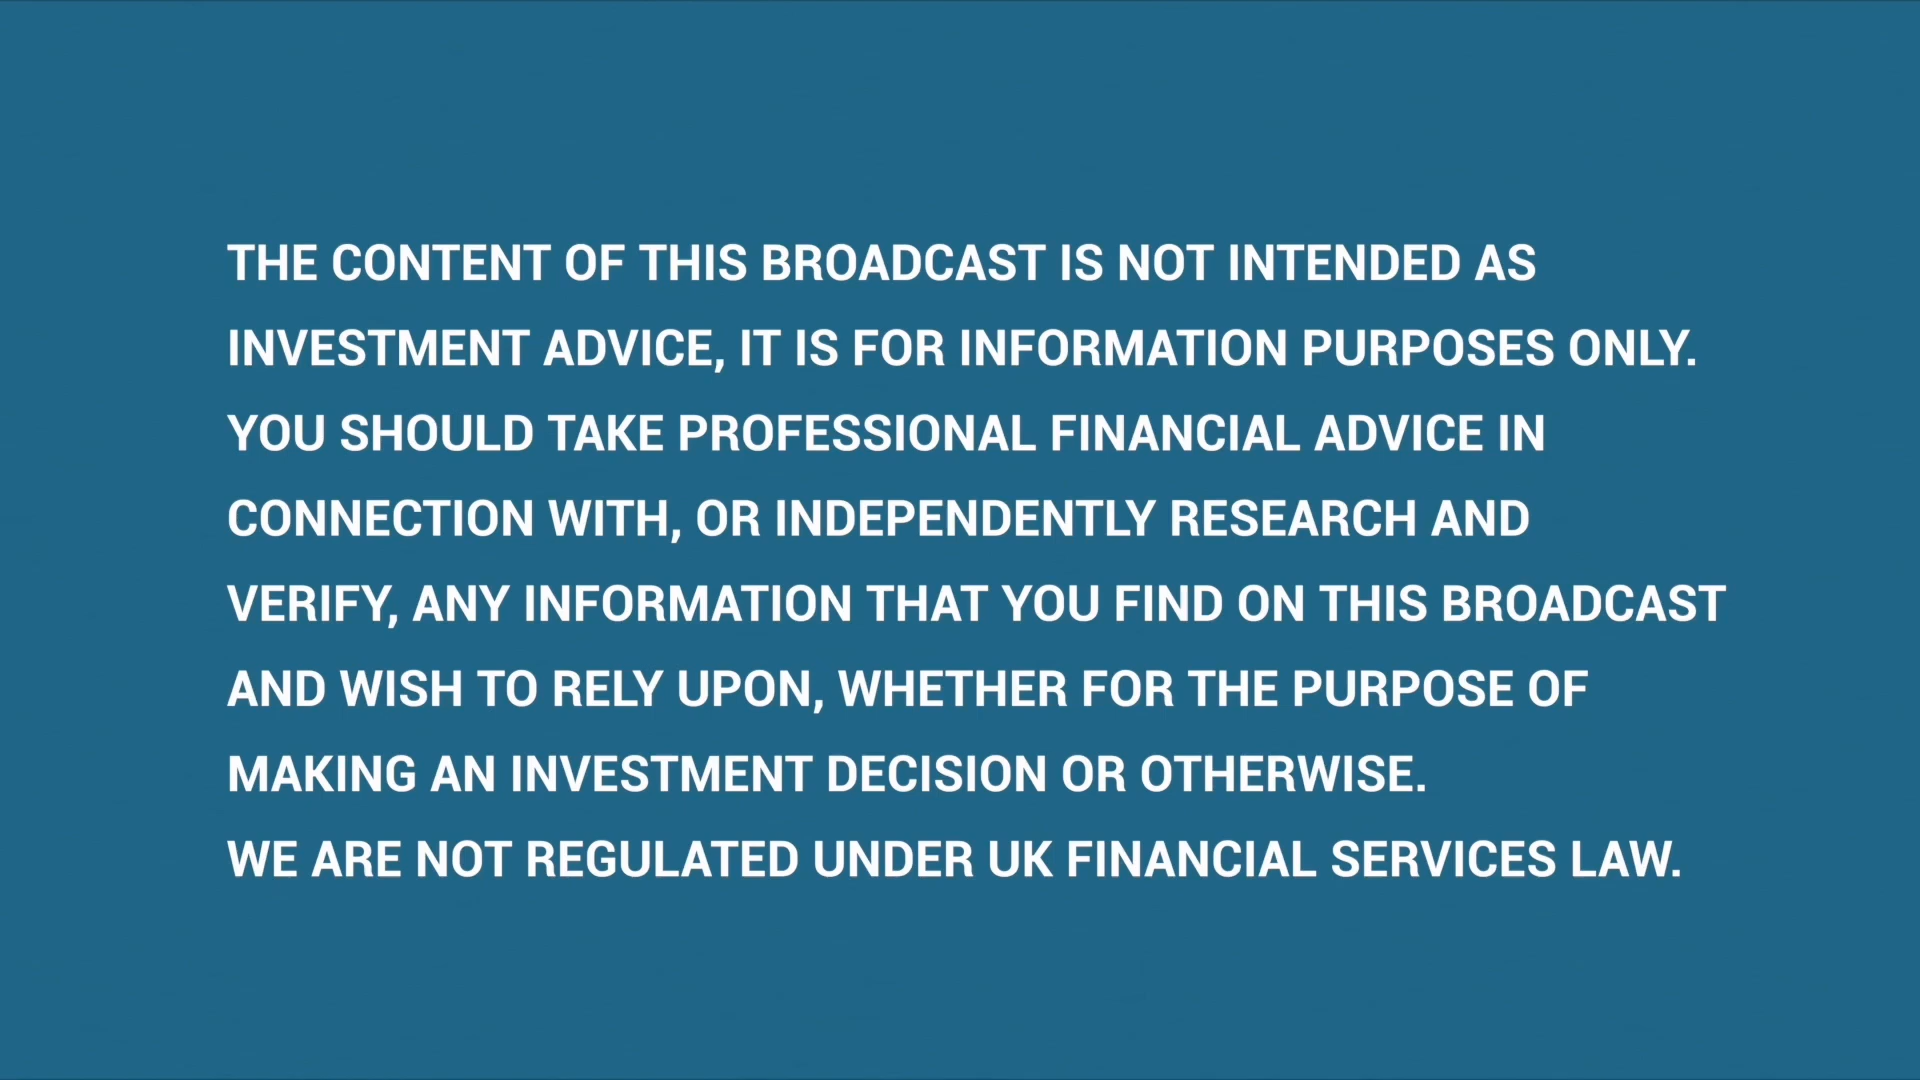 THE CONTENT OF THIS BROADCAST IS NOT INTENDED AS
INVESTMENT ADVICE, IT IS FOR INFORMATION PURPOSES ONLY.
YOU SHOULD TAKE PROFESSIONAL FINANCIAL ADVICE IN
CONNECTION WITH, OR INDEPENDENTLY RESEARCH AND
VERIFY, ANY INFORMATION THAT YOU FIND ON THIS BROADCAST
AND WISH TO RELY UPON, WHETHER FOR THE PURPOSE OF
MAKING AN INVESTMENT DECISION OR OTHERWISE.
WE ARE NOT REGULATED UNDER UK FINANCIAL SERVICES LAW.